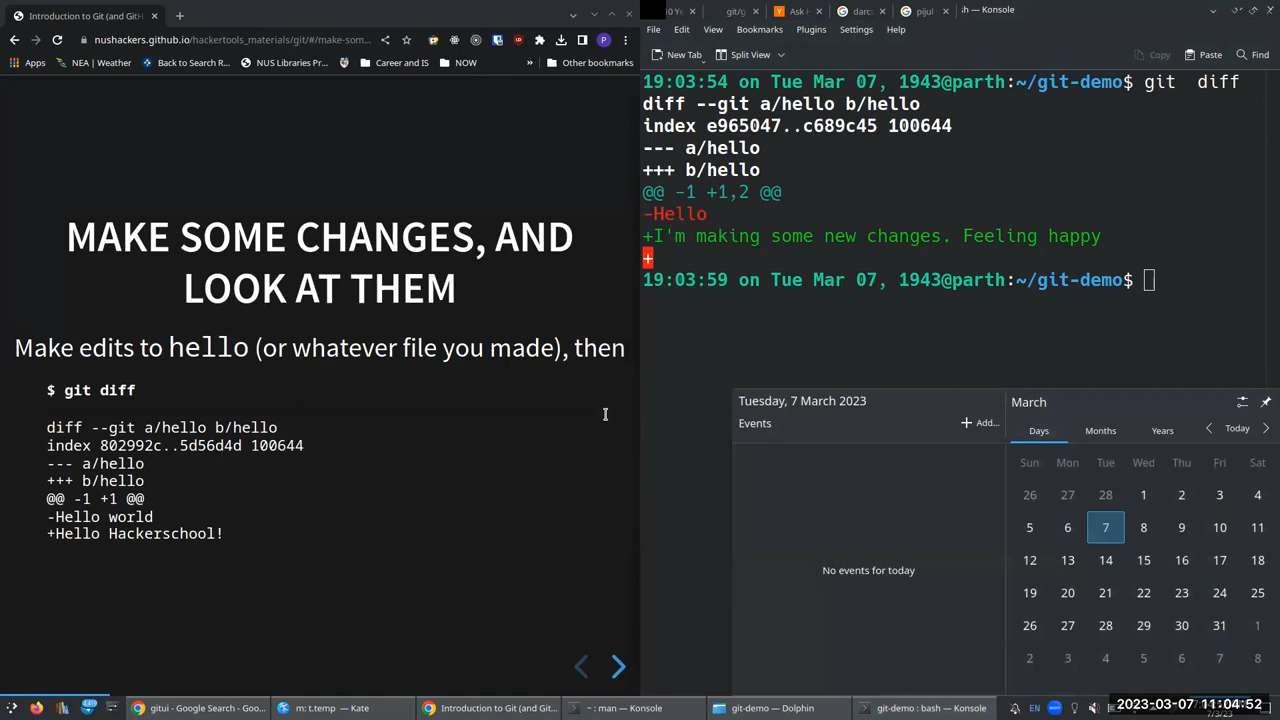 Introduction to Git (and GitH
nushackers.github.io/hackertools_materials/git/#/make-som...
Apps
NEA | Weather
Back to Search R...
NUS Libraries Pr...
Career and IS
NOW
»
Other bookmarks
MAKE SOME CHANGES, AND
LOOK AT THEM
Make edits to hello (or whatever file you made), then
$ git diff
diff --git a/hello b/hello
index 802992c..5d56d4d 100644
--- a/hello
+++ b/hello
@@ -1 +1 @@
-Hello world
+Hello Hackerschool!
git/g
Ask H
darcs
pijul
sh — Konsole
File Edit View Bookmarks Plugins Settings Help
New Tab Split View Copy Paste Find
19:03:54 on Tue Mar 07, 1943@parth:~/git-demo$ git  diff
diff --git a/hello b/hello
index e965047..c689c45 100644
--- a/hello
+++ b/hello
@@ -1 +1,2 @@
-Hello
+I'm making some new changes. Feeling happy
+
19:03:59 on Tue Mar 07, 1943@parth:~/git-demo$
Tuesday, 7 March 2023
Events
Add...
No events for today
March
Days Months Years Today
Sun Mon Tue Wed Thu Fri Sat
26 27 28 1 2 3 4
5 6 7 8 9 10 11
12 13 14 15 16 17 18
19 20 21 22 23 24 25
26 27 28 29 30 31 1
2 3 4 5 6 7 8
gitui - Google Search - Goo...
m: t.temp — Kate
Introduction to Git (and Git...
~ : man — Konsole
git-demo — Dolphin
git-demo : bash — Konsole
EN
2023-03-07 11:04:52
7/3/23